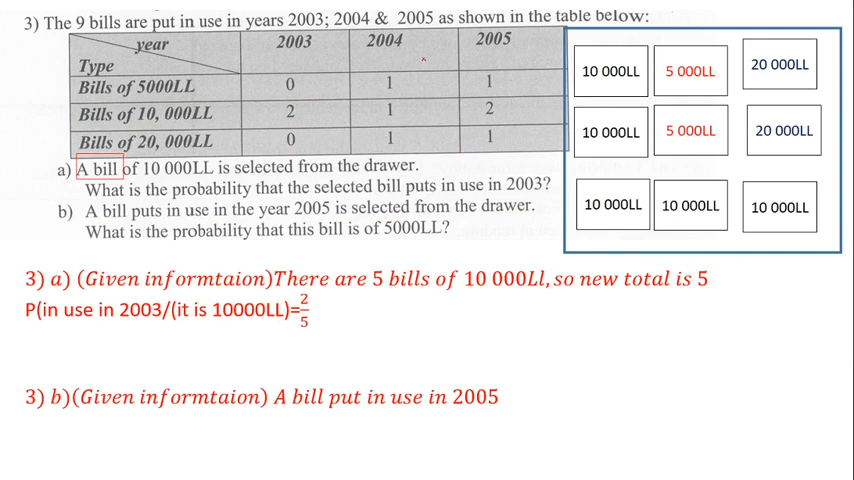 3) The 9 bills are put in use in years 2003; 2004 & 2005 as shown in the table below:
year 2003 2004 2005
Type
Bills of 5000LL 0 1 1
Bills of 10, 000LL 2 1 2
Bills of 20, 000LL 0 1 1
a) A bill of 10 000LL is selected from the drawer.
What is the probability that the selected bill puts in use in 2003?
b) A bill puts in use in the year 2005 is selected from the drawer.
What is the probability that this bill is of 5000LL?
10 000LL 5 000LL 20 000LL
10 000LL 5 000LL 20 000LL
10 000LL 10 000LL 10 000LL
3) a) (Given informtaion)There are 5 bills of 10 000Ll, so new total is 5
P(in use in 2003/(it is 10000LL)=2/5
3) b)(Given informtaion) A bill put in use in 2005